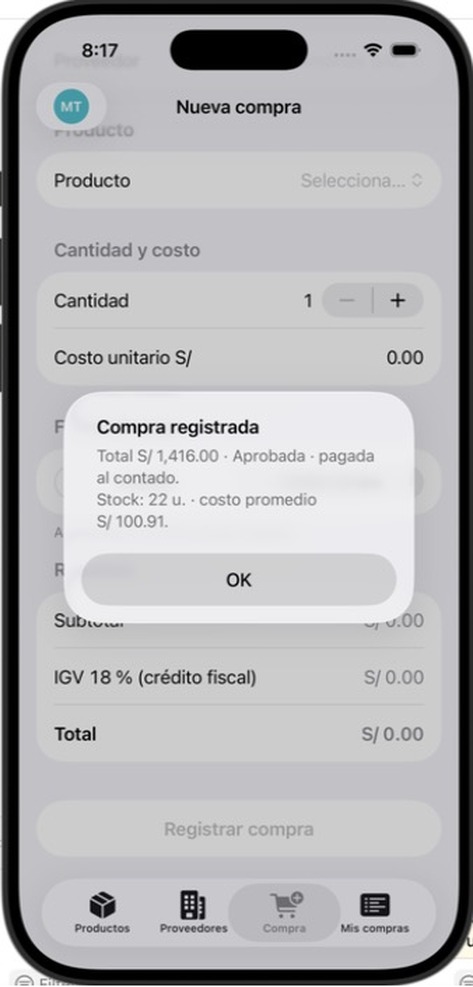 8:17
Proveedor
MT
Nueva compra
Producto
Producto
Selecciona...
Cantidad y costo
Cantidad
1
Costo unitario S/
0.00
Compra registrada
Total S/ 1,416.00 · Aprobada · pagada
al contado.
Stock: 22 u. · costo promedio
S/ 100.91.
OK
Subtotal
S/ 0.00
IGV 18 % (crédito fiscal)
S/ 0.00
Total
S/ 0.00
Registrar compra
Productos
Proveedores
Compra
Mis compras